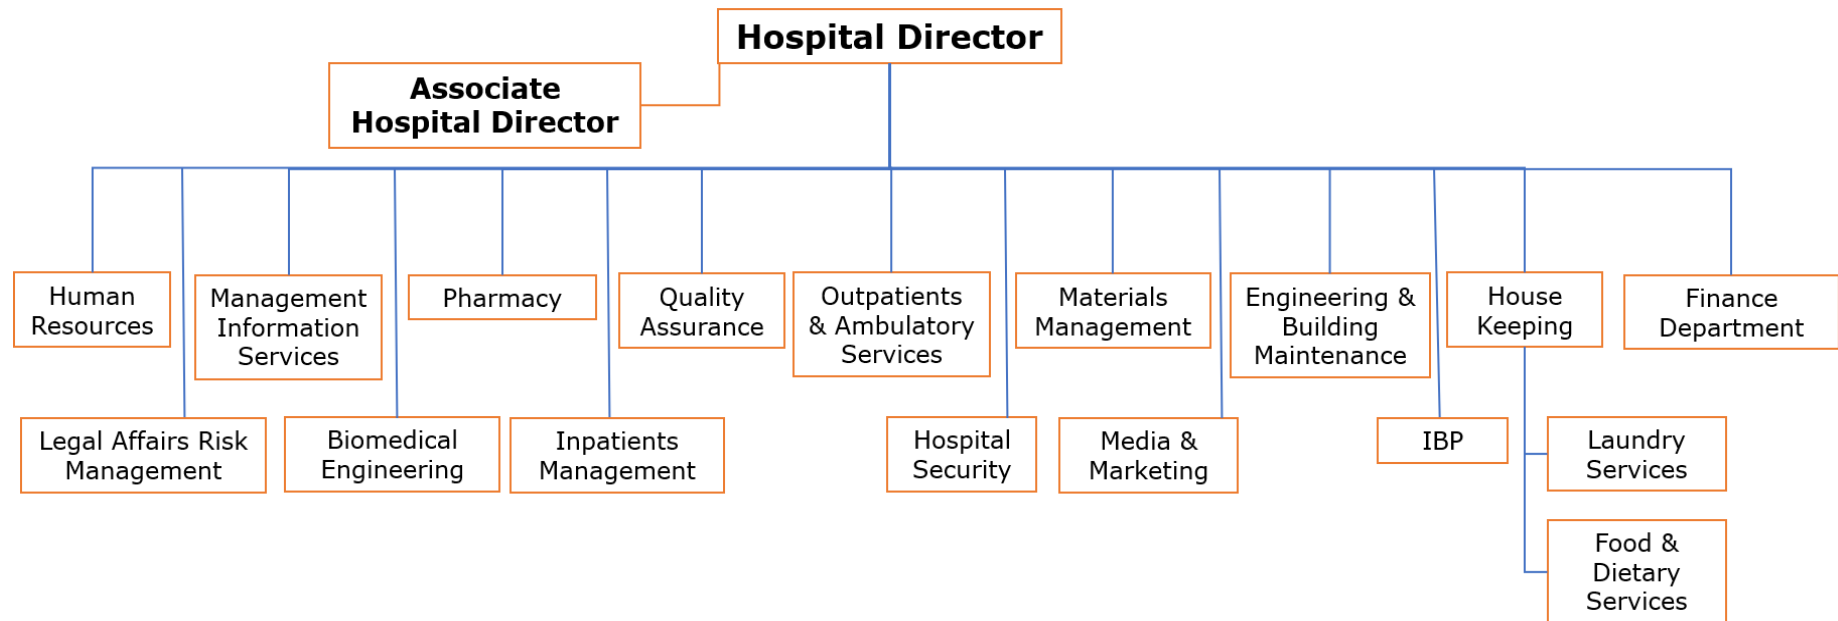 Hospital Director
Associate
Hospital Director
Human
Resources
Management
Information
Services
Pharmacy
Quality
Assurance
Outpatients
& Ambulatory
Services
Materials
Management
Engineering &
Building
Maintenance
House
Keeping
Finance
Department
Legal Affairs Risk
Management
Biomedical
Engineering
Inpatients
Management
Hospital
Security
Media &
Marketing
IBP
Laundry
Services
Food &
Dietary
Services